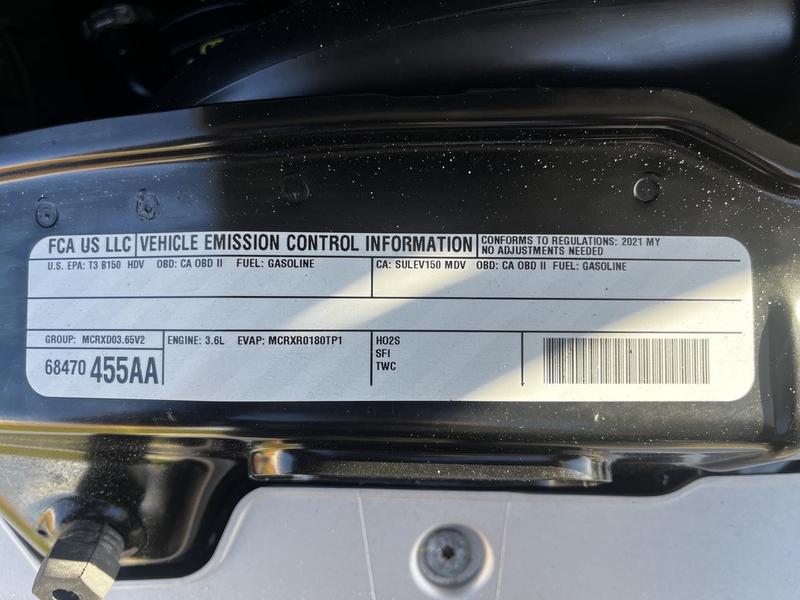 FCA US LLC VEHICLE EMISSION CONTROL INFORMATION CONFORMS TO REGULATIONS: 2021 MY
NO ADJUSTMENTS NEEDED
U.S. EPA: T3 B150 HDV OBD: CA OBD II FUEL: GASOLINE CA: SULEV150 MDV OBD: CA OBD II FUEL: GASOLINE
GROUP: MCRXD03.65V2 ENGINE: 3.6L EVAP: MCRXR0180TP1 HO2S
SFI
68470 455AA TWC